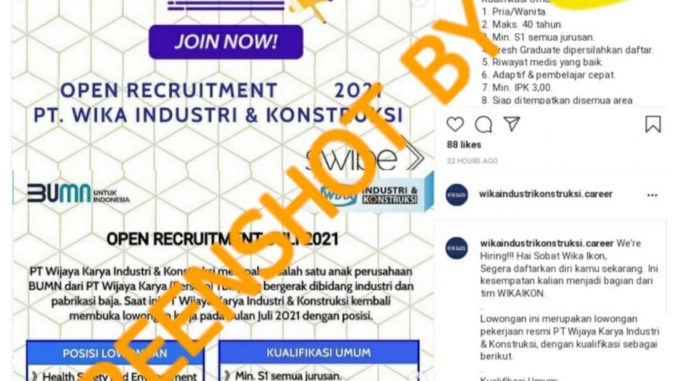 JOIN NOW!
OPEN RECRUITMENT 2021
PT. WIKA INDUSTRI & KONSTRUKSI
swipe
BUMN UNTUK INDONESIA
WIKA INDUSTRI & KONSTRUKSI
OPEN RECRUITMENT JULI 2021
PT Wijaya Karya Industri & Konstruksi salah satu anak perusahaan
BUMN dari PT Wijaya Karya bergerak dibidang industri dan
pabrikasi baja. Saat ini PT Wijaya Karya Industri & Konstruksi kembali
membuka lowongan kerja pada bulan Juli 2021 dengan posisi.
POSISI LOWONGAN
Health Safety and Environment
KUALIFIKASI UMUM
Min. S1 semua jurusan.
SCREENSHOT BY
1. Pria/Wanita.
2. Maks. 40 tahun.
3. Min. S1 semua jurusan.
4. Fresh Graduate dipersilahkan daftar.
5. Riwayat medis yang baik.
6. Adaptif & pembelajar cepat.
7. Min. IPK 3,00.
8. Siap ditempatkan disemua area
88 likes
22 HOURS AGO
wikaindustrikonstruksi.career
wikaindustrikonstruksi.career We're
Hiring!!! Hai Sobat Wika Ikon,
Segera daftarkan diri kamu sekarang. Ini
kesempatan kalian menjadi bagian dari
tim WIKAIKON.
Lowongan ini merupakan lowongan
pekerjaan resmi PT Wijaya Karya Industri
& Konstruksi, dengan kualifikasi sebagai
berikut.
Kualifikasi Umum: